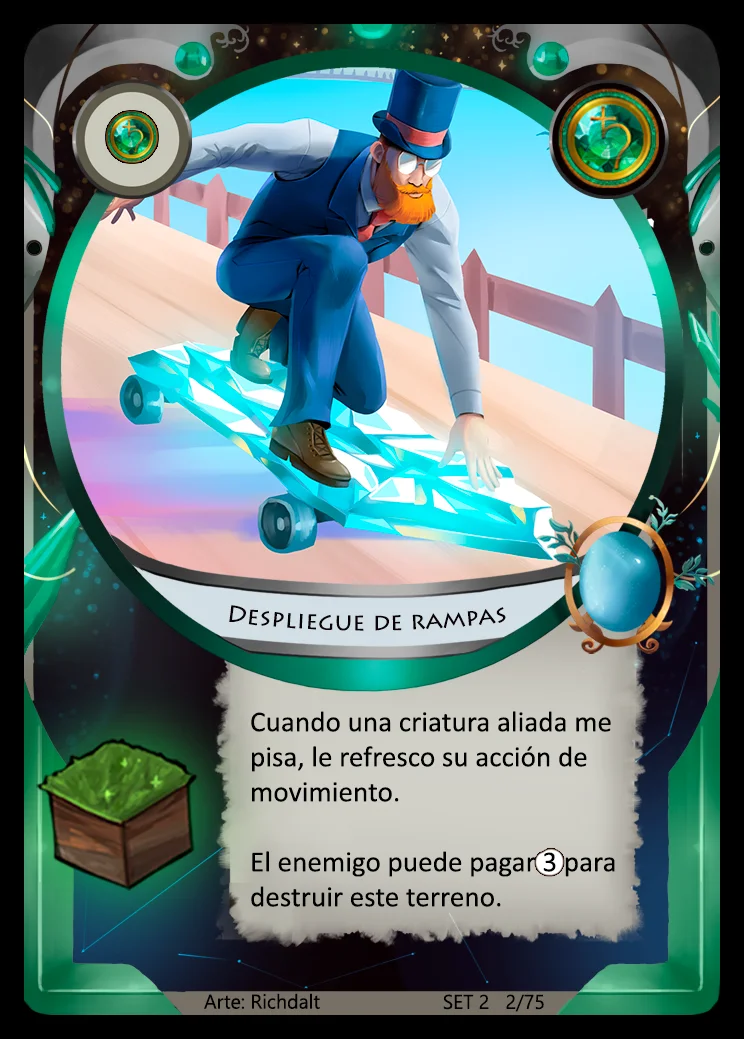 Despliegue de rampas
Cuando una criatura aliada me
pisa, le refresco su acción de
movimiento.
El enemigo puede pagar 3 para
destruir este terreno.
Arte: Richdalt SET 2 2/75